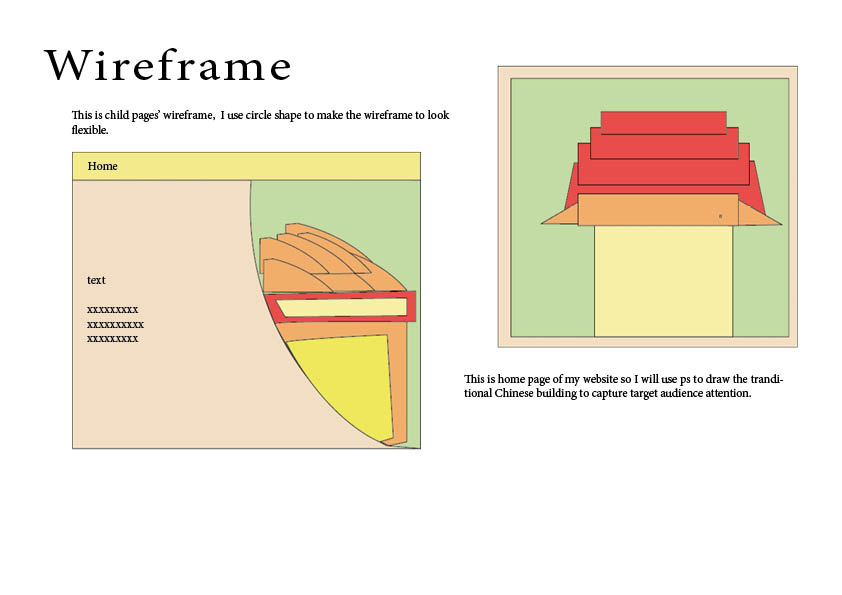 Wireframe
This is child pages’ wireframe,  I use circle shape to make the wireframe to look
flexible.
Home
text
xxxxxxxxx
xxxxxxxxxx
xxxxxxxxx
This is home page of my website so I will use ps to draw the trandi-
tional Chinese building to capture target audience attention.